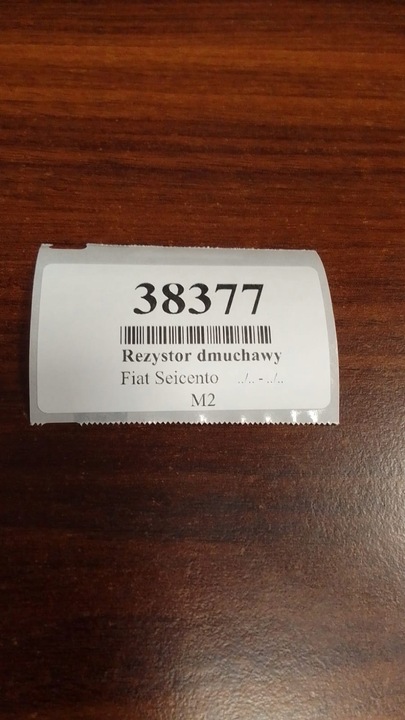 38377
Rezystor dmuchawy
Fiat Seicento ../.. - ../..
M2